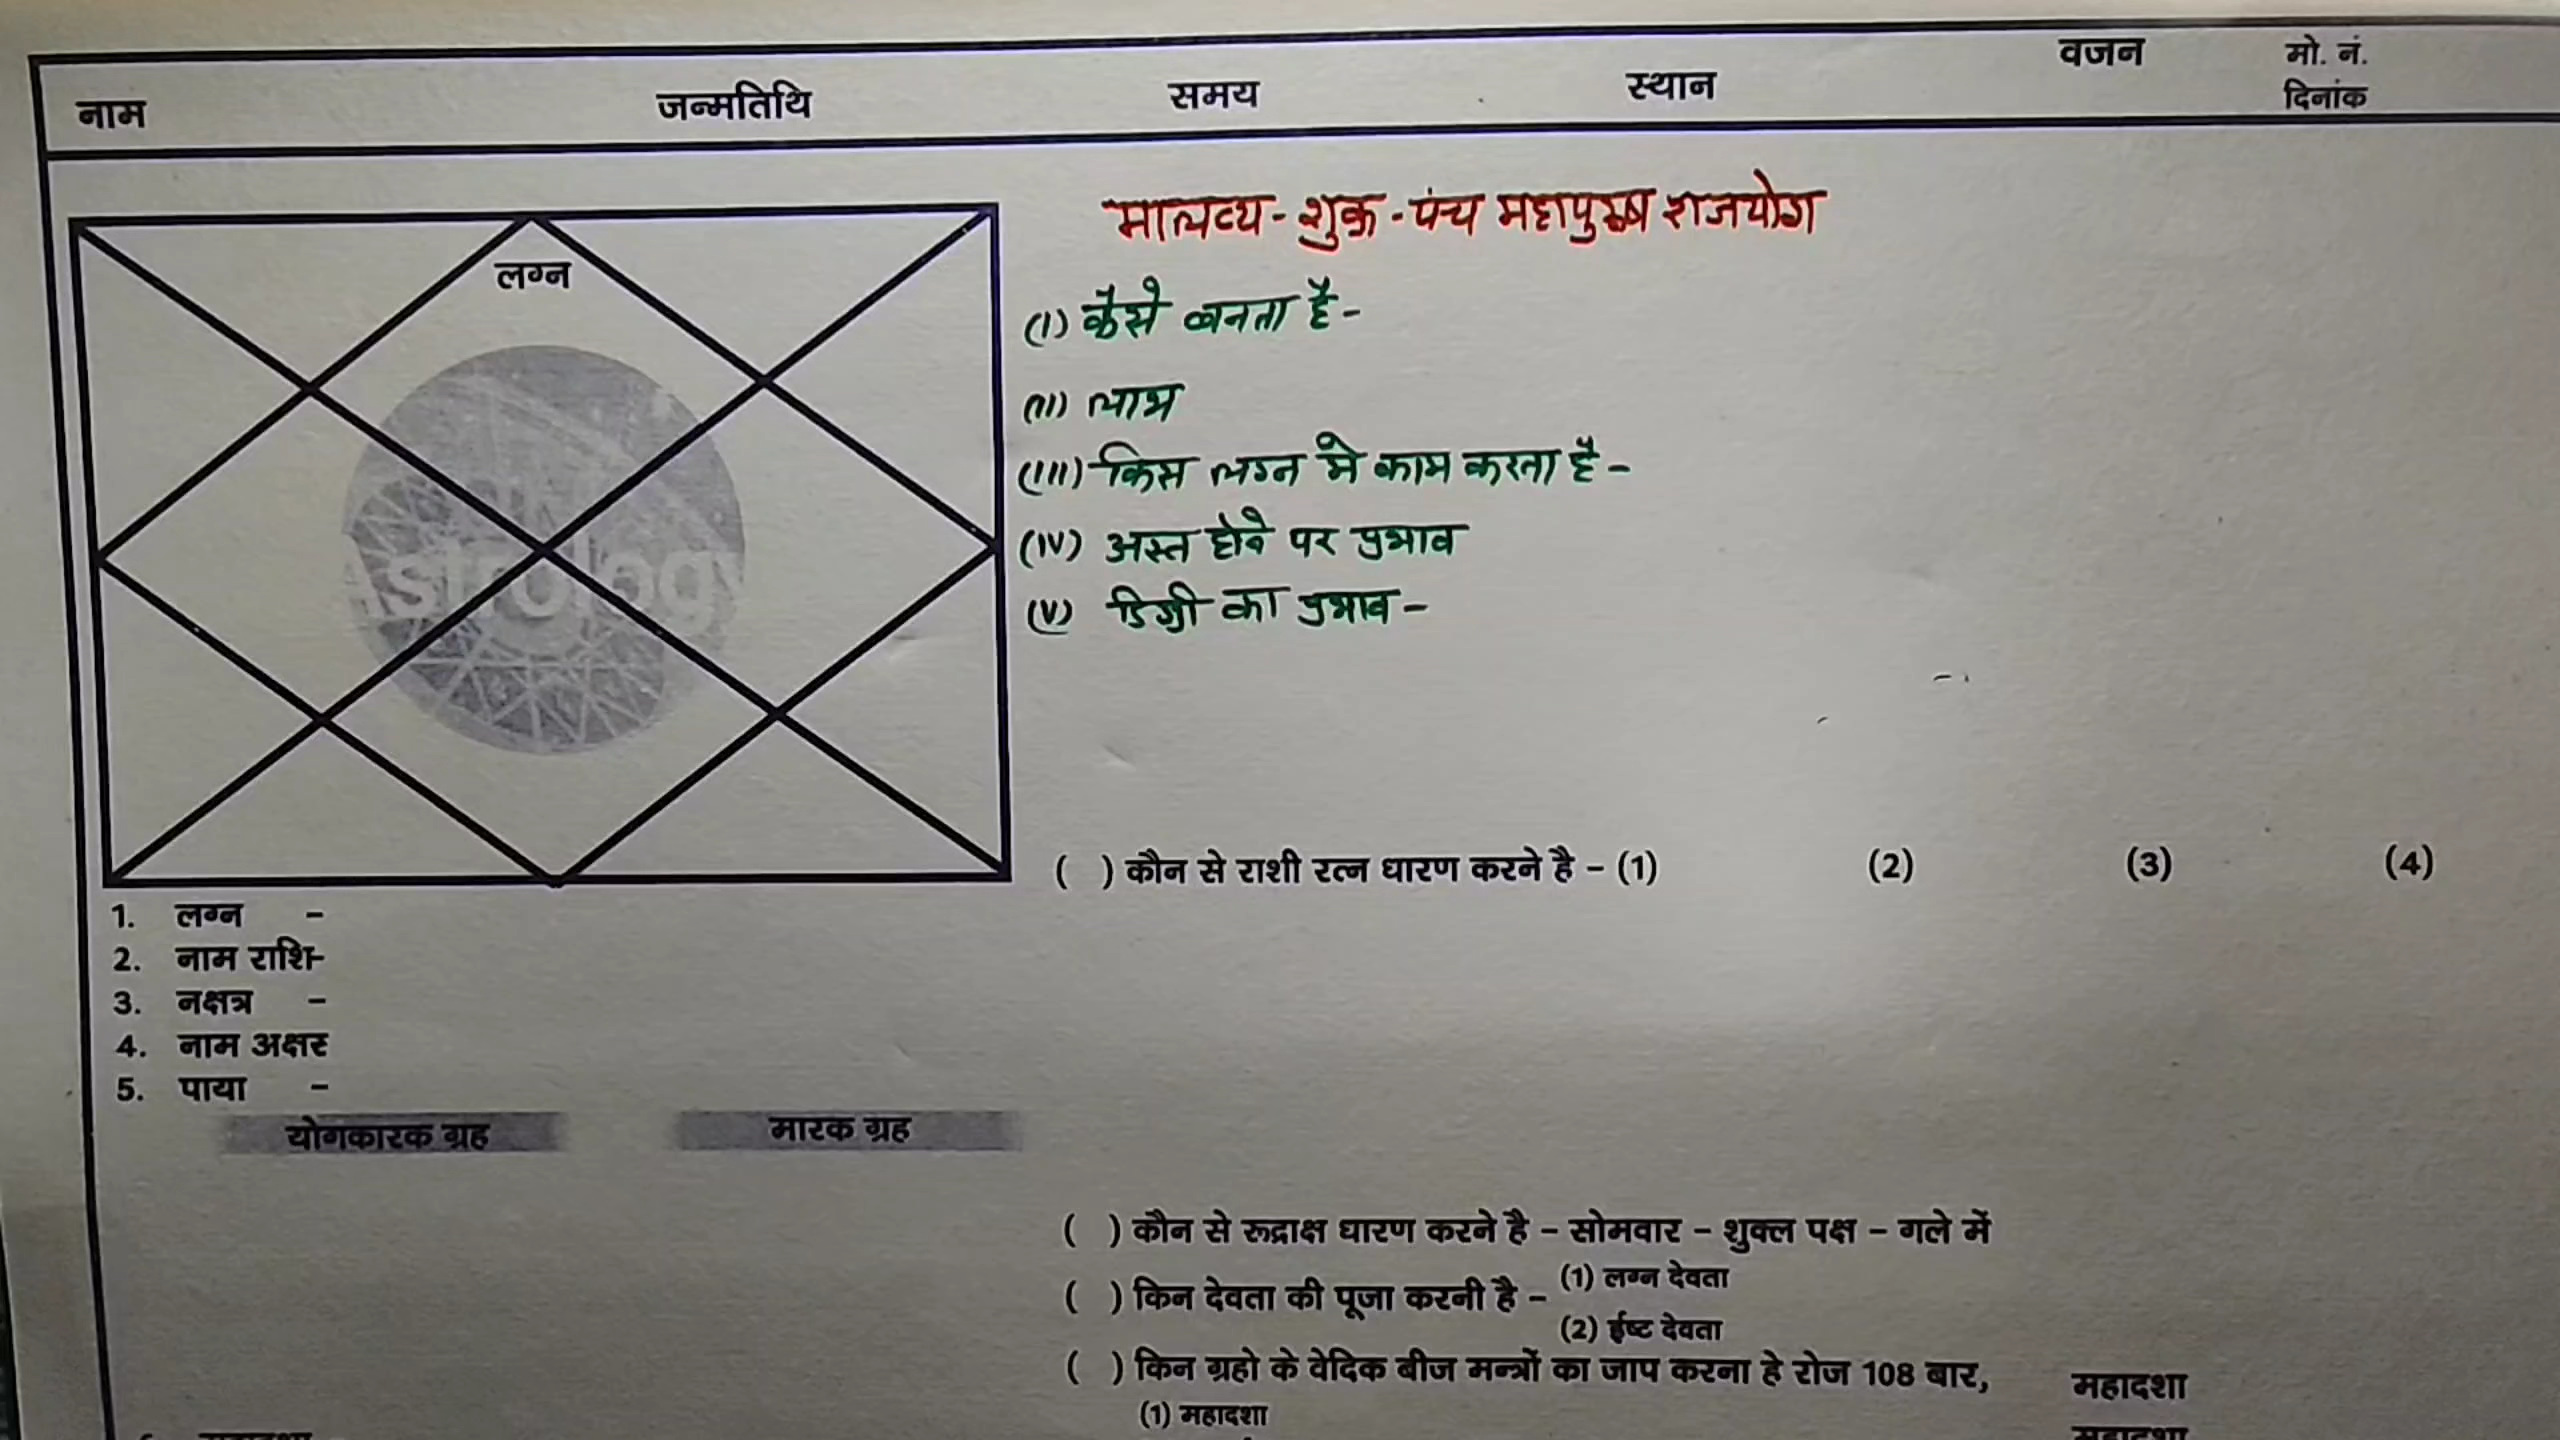 नाम जन्मतिथि समय स्थान वजन मो. नं.
दिनांक
मालव्य - शुक्र - पंच महापुरुष राजयोग
लग्न
(I) कैसे बनता है -
(II) लाभ
(III) किस लग्न मे काम करता है -
(IV) अस्त होने पर प्रभाव
(V) डिग्री का प्रभाव -
Astrology
( ) कौन से राशी रत्न धारण करने है – (1) (2) (3) (4)
1. लग्न –
2. नाम राशि-
3. नक्षत्र –
4. नाम अक्षर
5. पाया –
योगकारक ग्रह मारक ग्रह
( ) कौन से रूद्राक्ष धारण करने है – सोमवार – शुक्ल पक्ष – गले में
( ) किन देवता की पूजा करनी है – (1) लग्न देवता
(2) ईष्ट देवता
( ) किन ग्रहो के वेदिक बीज मन्त्रों का जाप करना हे रोज 108 बार, महादशा
(1) महादशा